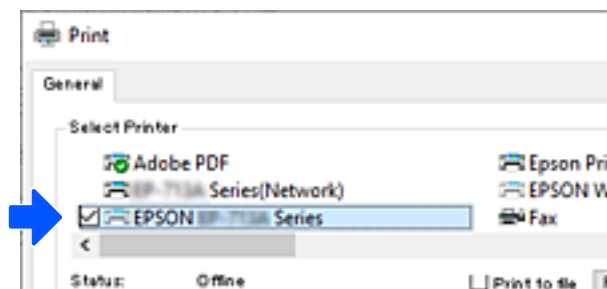 Print
General
Select Printer
Adobe PDF
Epson Pri
Series(Network)
EPSON W
EPSON Series
Fax
Status: Offline
Print to file